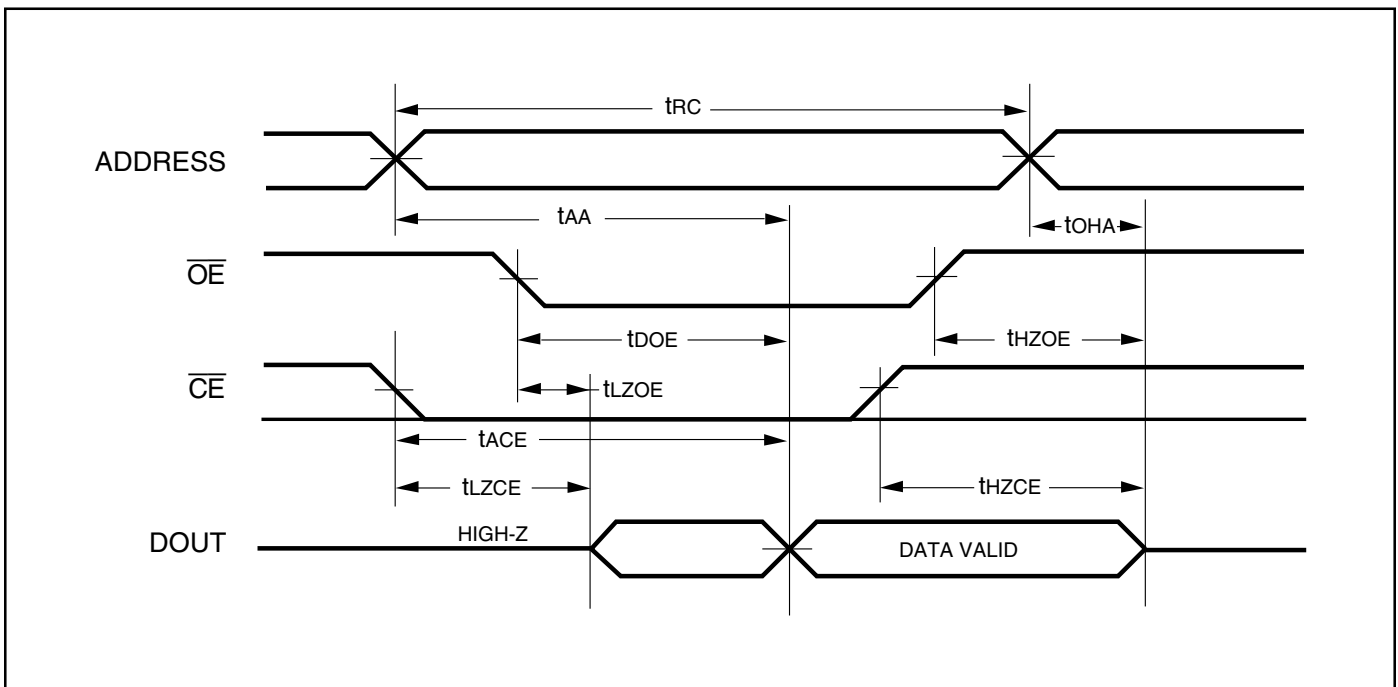 tRC
ADDRESS
tAA
tOHA
OE
tDOE
tHZOE
CE
tLZOE
tACE
tLZCE
tHZCE
HIGH-Z
DOUT
DATA VALID